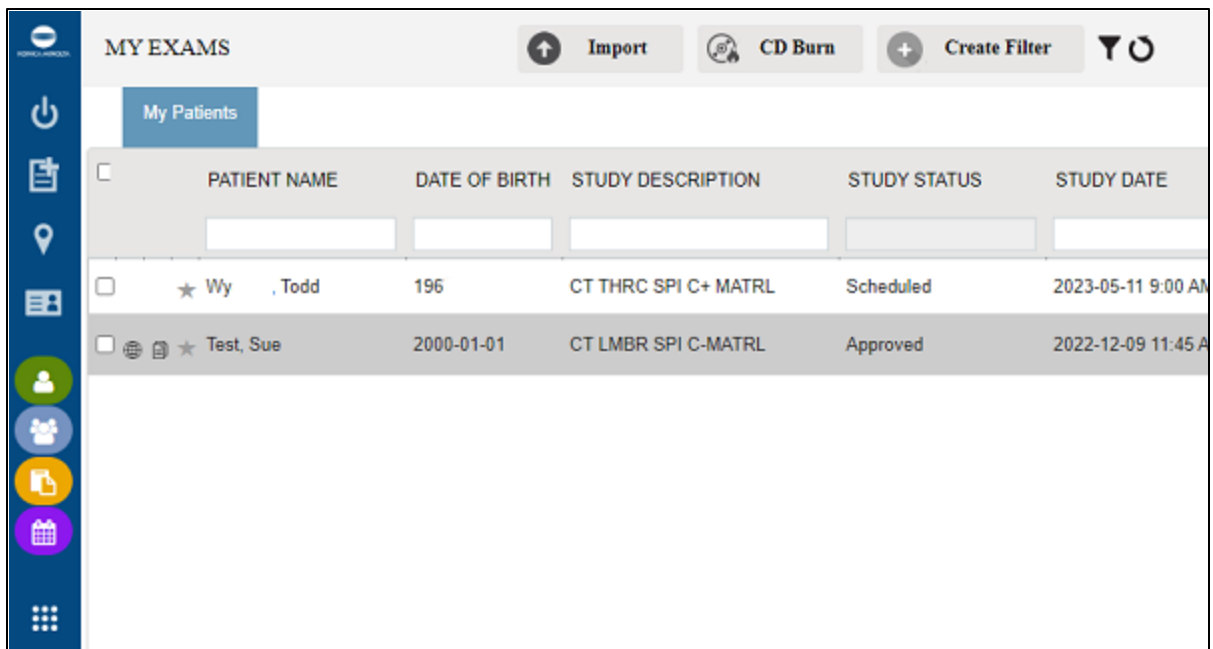 KONICA MINOLTA
MY EXAMS Import CD Burn Create Filter
My Patients
PATIENT NAME DATE OF BIRTH STUDY DESCRIPTION STUDY STATUS STUDY DATE
Wy , Todd 196 CT THRC SPI C+ MATRL Scheduled 2023-05-11 9:00 AM
Test, Sue 2000-01-01 CT LMBR SPI C-MATRL Approved 2022-12-09 11:45 A